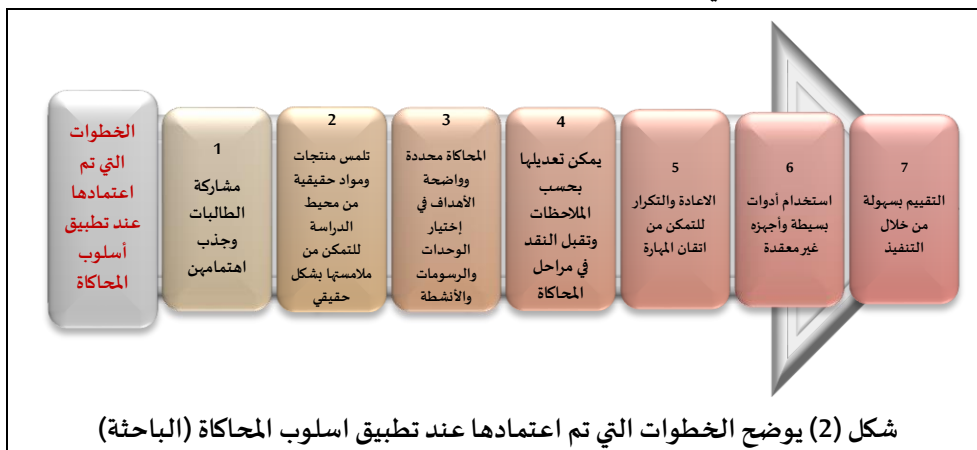 الخطوات
التي تم
اعتمادها
عند تطبيق
أسلوب
المحاكاة
1
مشاركة
الطالبات
وجذب
اهتمامهن
2
تلمس منتجات
ومواد حقيقية
من محيط
الدراسة
للتمكن من
ملامستها بشكل
حقيقي
3
المحاكاة محددة
وواضحة
الأهداف في
إختيار
الوحدات
والرسومات
والأنشطة
4
يمكن تعديلها
بحسب
الملاحظات
وتقبل النقد
في مراحل
المحاكاة
5
الاعادة والتكرار
للتمكن من
اتقان المهارة
6
استخدام أدوات
بسيطة وأجهزه
غير معقدة
7
التقييم بسهولة
من خلال
التنفيذ
شكل (2) يوضح الخطوات التي تم اعتمادها عند تطبيق اسلوب المحاكاة (الباحثة)